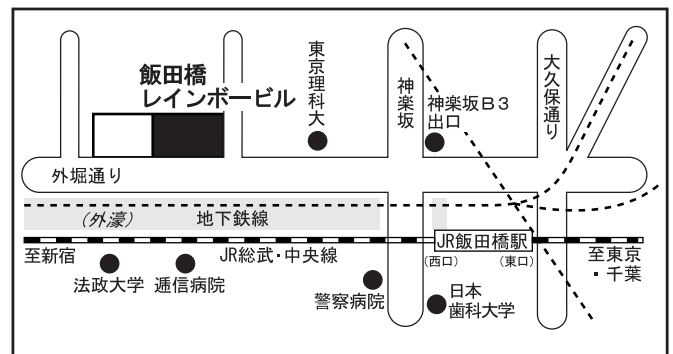 飯田橋
レインボービル
東京理科大
神楽坂
神楽坂B3
出口
大久保通り
外堀通り
(外濠)
地下鉄線
JR飯田橋駅
(西口)
(東口)
至新宿
JR総武・中央線
至東京
・千葉
法政大学
逓信病院
警察病院
日本
歯科大学